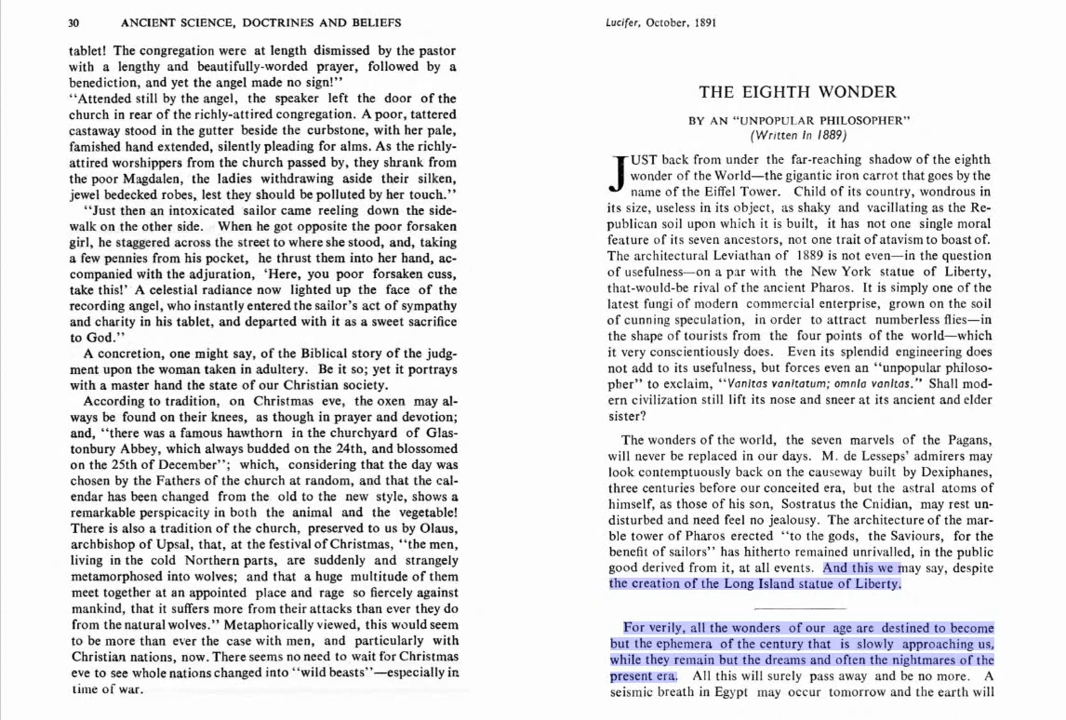 30 ANCIENT SCIENCE, DOCTRINES AND BELIEFS
tablet! The congregation were at length dismissed by the pastor
with a lengthy and beautifully-worded prayer, followed by a
benediction, and yet the angel made no sign!"
"Attended still by the angel, the speaker left the door of the
church in rear of the richly-attired congregation. A poor, tattered
castaway stood in the gutter beside the curbstone, with her pale,
famished hand extended, silently pleading for alms. As the richly-
attired worshippers from the church passed by, they shrank from
the poor Magdalen, the ladies withdrawing aside their silken,
jewel bedecked robes, lest they should be polluted by her touch."
"Just then an intoxicated sailor came reeling down the side-
walk on the other side. When he got opposite the poor forsaken
girl, he staggered across the street to where she stood, and, taking
a few pennies from his pocket, he thrust them into her hand, ac-
companied with the adjuration, 'Here, you poor forsaken cuss,
take this!' A celestial radiance now lighted up the face of the
recording angel, who instantly entered the sailor's act of sympathy
and charity in his tablet, and departed with it as a sweet sacrifice
to God."
A concretion, one might say, of the Biblical story of the judg-
ment upon the woman taken in adultery. Be it so; yet it portrays
with a master hand the state of our Christian society.
According to tradition, on Christmas eve, the oxen may al-
ways be found on their knees, as though in prayer and devotion;
and, "there was a famous hawthorn in the churchyard of Glas-
tonbury Abbey, which always budded on the 24th, and blossomed
on the 25th of December"; which, considering that the day was
chosen by the Fathers of the church at random, and that the cal-
endar has been changed from the old to the new style, shows a
remarkable perspicacity in both the animal and the vegetable!
There is also a tradition of the church, preserved to us by Olaus,
archbishop of Upsal, that, at the festival of Christmas, "the men,
living in the cold Northern parts, are suddenly and strangely
metamorphosed into wolves; and that a huge multitude of them
meet together at an appointed place and rage so fiercely against
mankind, that it suffers more from their attacks than ever they do
from the natural wolves." Metaphorically viewed, this would seem
to be more than ever the case with men, and particularly with
Christian nations, now. There seems no need to wait for Christmas
eve to see whole nations changed into "wild beasts"—especially in
time of war.
Lucifer, October, 1891
THE EIGHTH WONDER
BY AN "UNPOPULAR PHILOSOPHER"
(Written in 1889)
JUST back from under the far-reaching shadow of the eighth
wonder of the World—the gigantic iron carrot that goes by the
name of the Eiffel Tower. Child of its country, wondrous in
its size, useless in its object, as shaky and vacillating as the Re-
publican soil upon which it is built, it has not one single moral
feature of its seven ancestors, not one trait of atavism to boast of.
The architectural Leviathan of 1889 is not even—in the question
of usefulness—on a par with the New York statue of Liberty,
that-would-be rival of the ancient Pharos. It is simply one of the
latest fungi of modern commercial enterprise, grown on the soil
of cunning speculation, in order to attract numberless flies—in
the shape of tourists from the four points of the world—which
it very conscientiously does. Even its splendid engineering does
not add to its usefulness, but forces even an "unpopular philoso-
pher" to exclaim, "Vanitas vanitatum; omnia vanitas." Shall mod-
ern civilization still lift its nose and sneer at its ancient and elder
sister?
The wonders of the world, the seven marvels of the Pagans,
will never be replaced in our days. M. de Lesseps' admirers may
look contemptuously back on the causeway built by Dexiphanes,
three centuries before our conceited era, but the astral atoms of
himself, as those of his son, Sostratus the Cnidian, may rest un-
disturbed and need feel no jealousy. The architecture of the mar-
ble tower of Pharos erected "to the gods, the Saviours, for the
benefit of sailors" has hitherto remained unrivalled, in the public
good derived from it, at all events. And this we may say, despite
the creation of the Long Island statue of Liberty.
For verily, all the wonders of our age are destined to become
but the ephemera of the century that is slowly approaching us,
while they remain but the dreams and often the nightmares of the
present era. All this will surely pass away and be no more. A
seismic breath in Egypt may occur tomorrow and the earth will